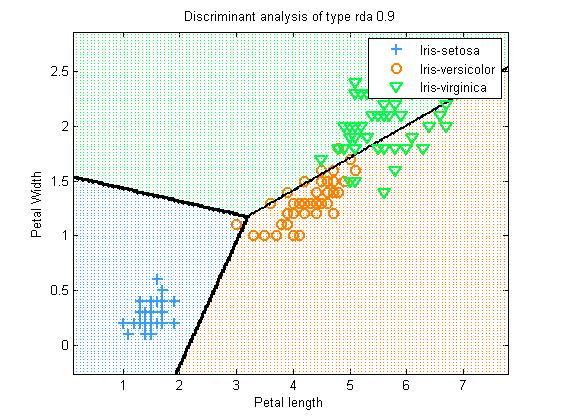 Discriminant analysis of type rda 0.9
Iris-setosa
Iris-versicolor
Iris-virginica
Petal Width
2.5
2
1.5
1
0.5
0
1 2 3 4 5 6 7
Petal length